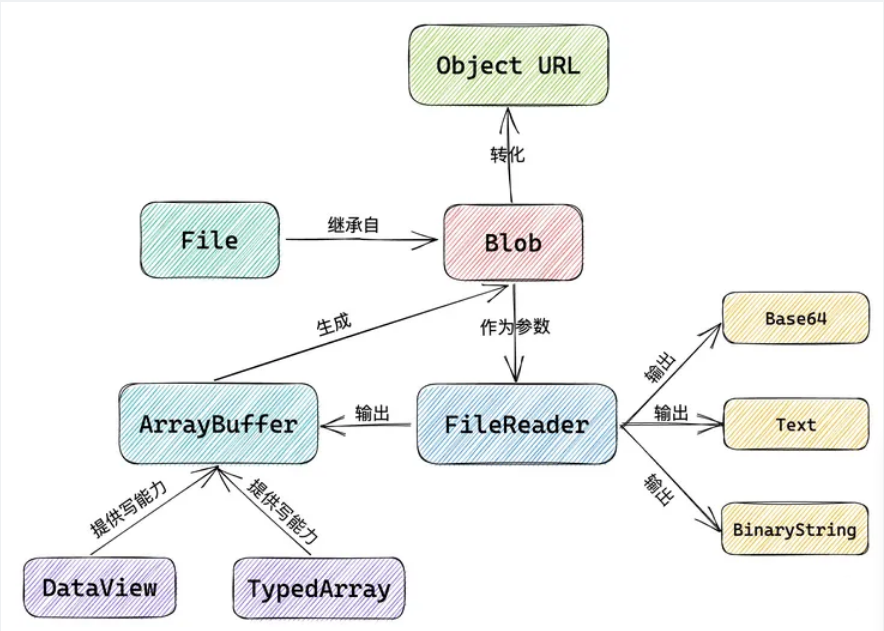 Object URL
转化
File
继承自
Blob
生成
作为参数
Base64
输出
ArrayBuffer
输出
FileReader
输出
Text
输出
BinaryString
提供写能力
提供写能力
DataView
TypedArray